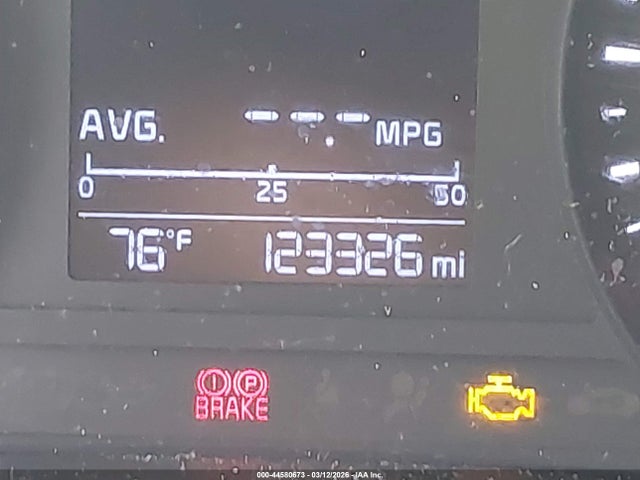 AVG. --- MPG
0 25 50
76°F 123326 mi
(!) (P)
BRAKE
000-44580673 - 03/12/2026 - IAA Inc.